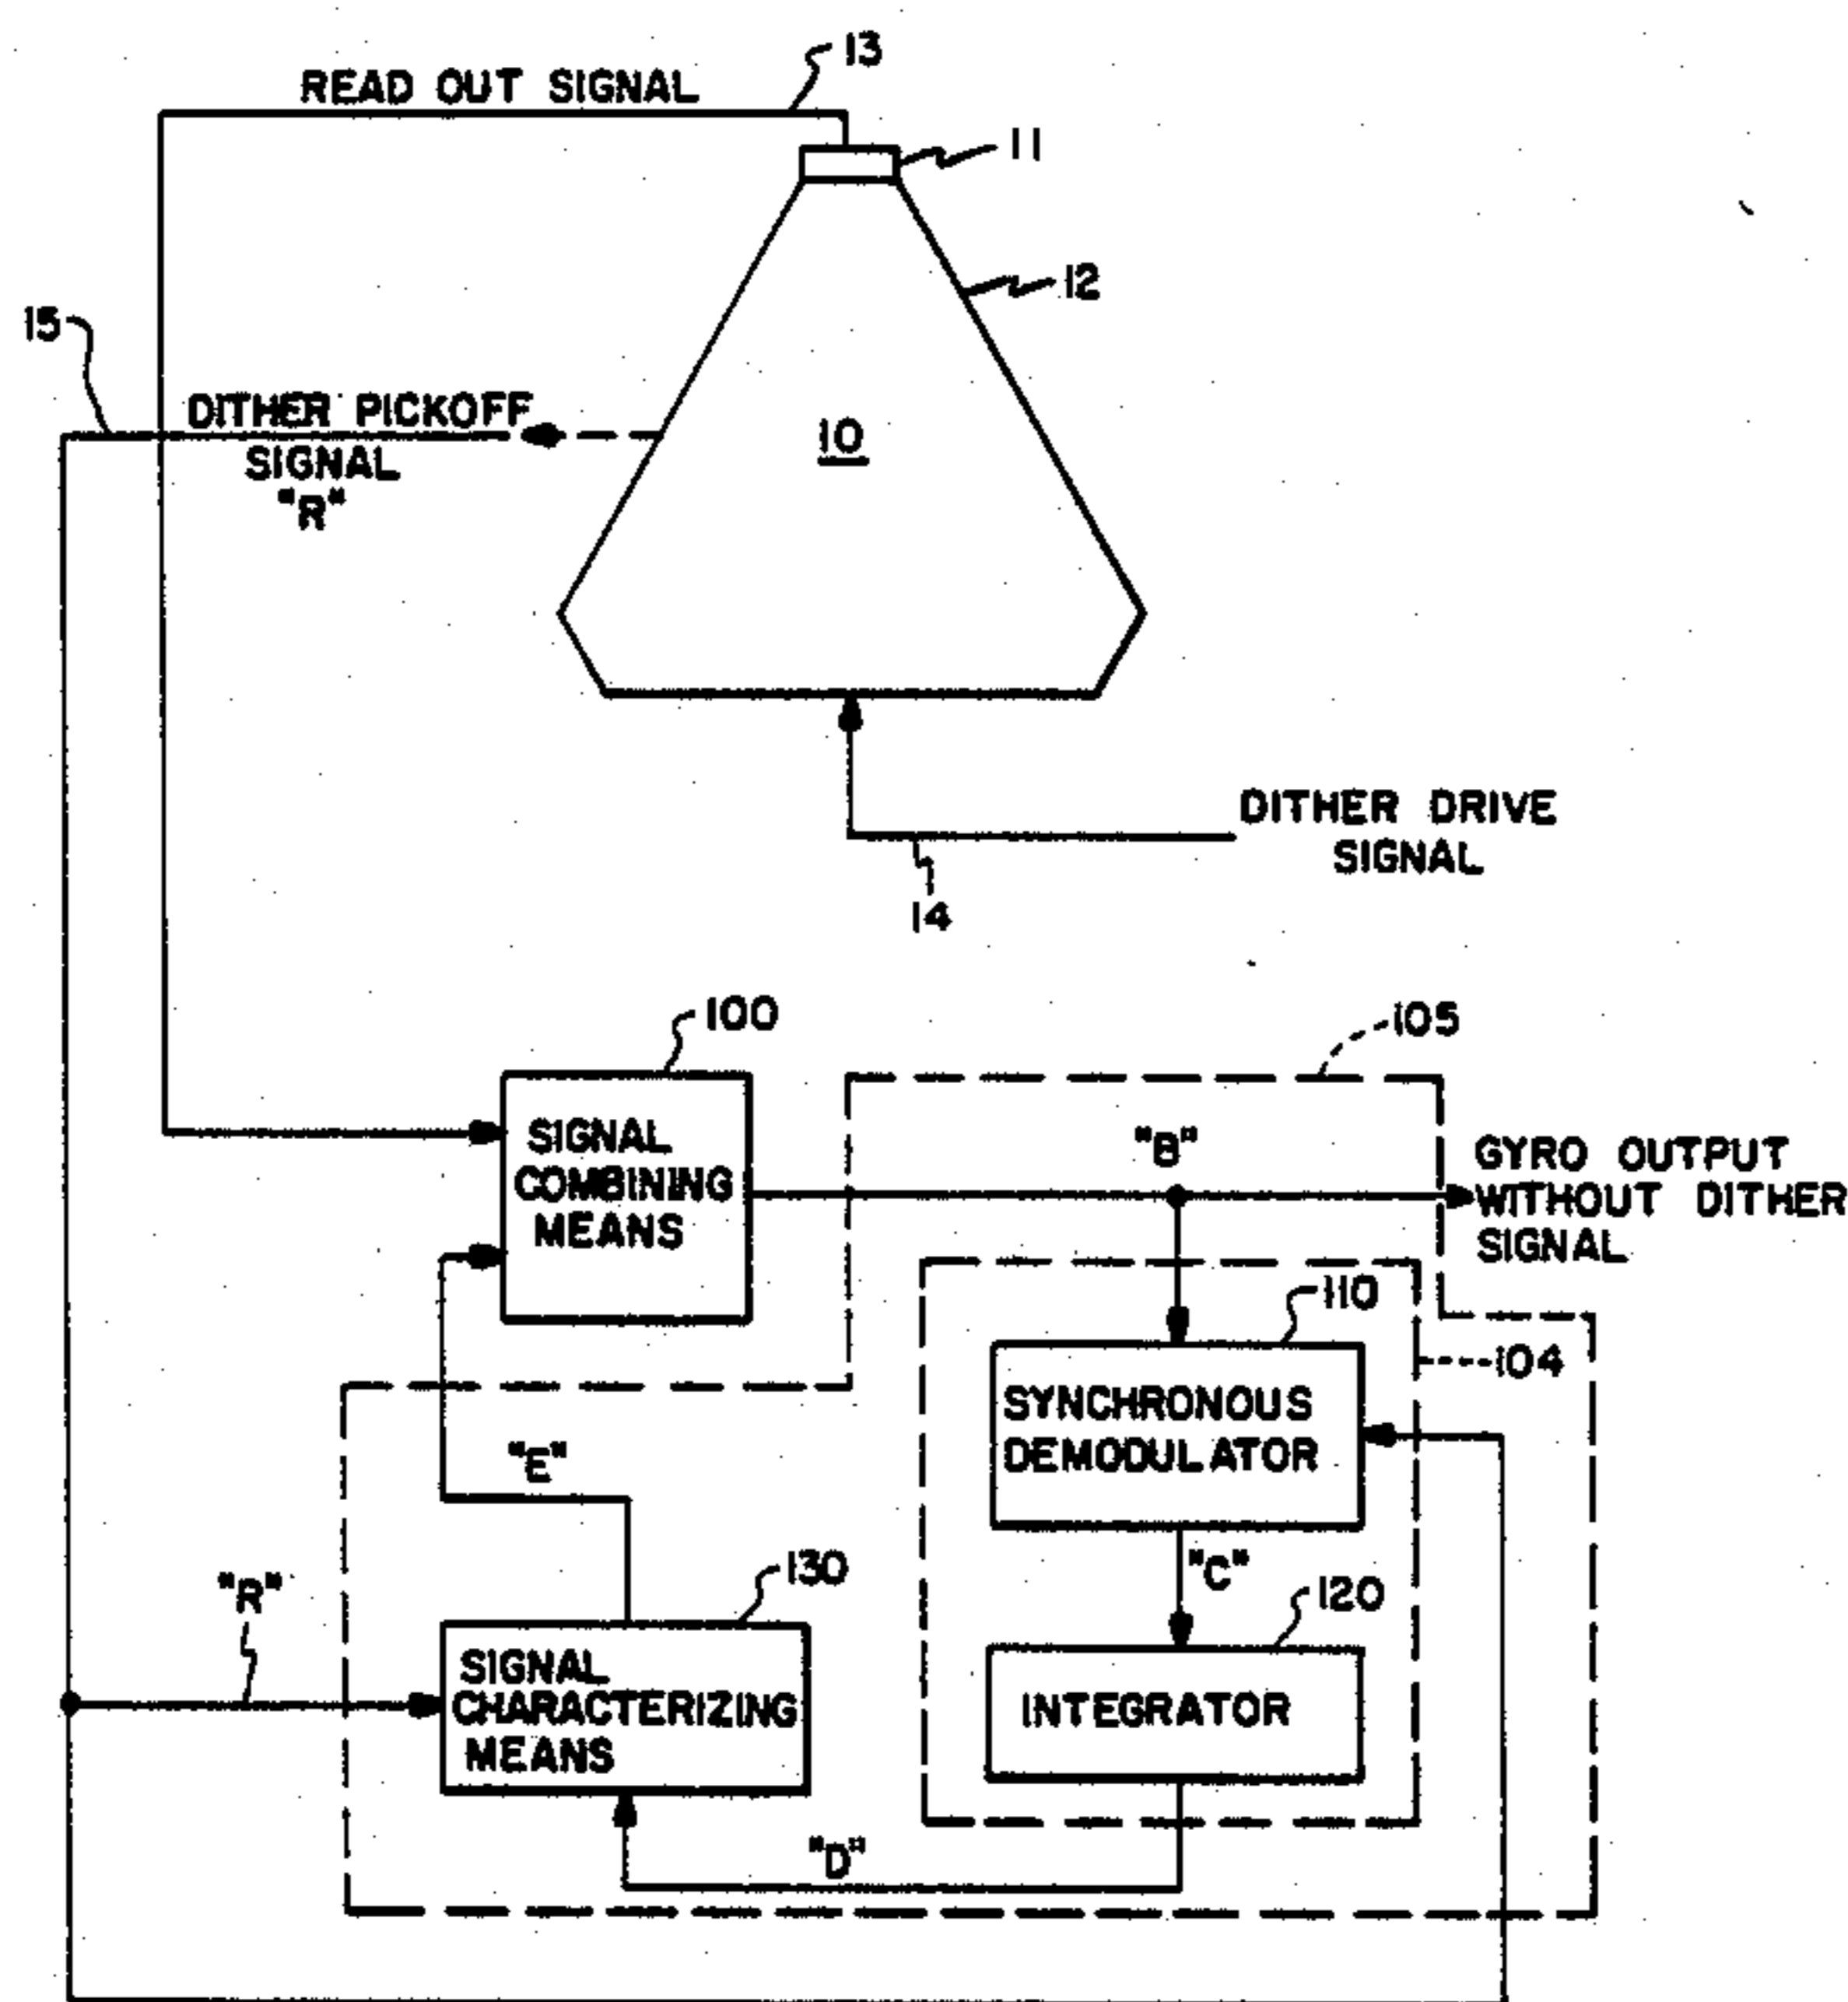 13
READ OUT SIGNAL
11
12
15
DITHER PICKOFF
SIGNAL
"R"
10
DITHER DRIVE
SIGNAL
14
100
105
SIGNAL
COMBINING
MEANS
"B"
GYRO OUTPUT
WITHOUT DITHER
SIGNAL
110
104
SYNCHRONOUS
DEMODULATOR
"E"
"C"
130
120
"R"
SIGNAL
CHARACTERIZING
MEANS
INTEGRATOR
"D"